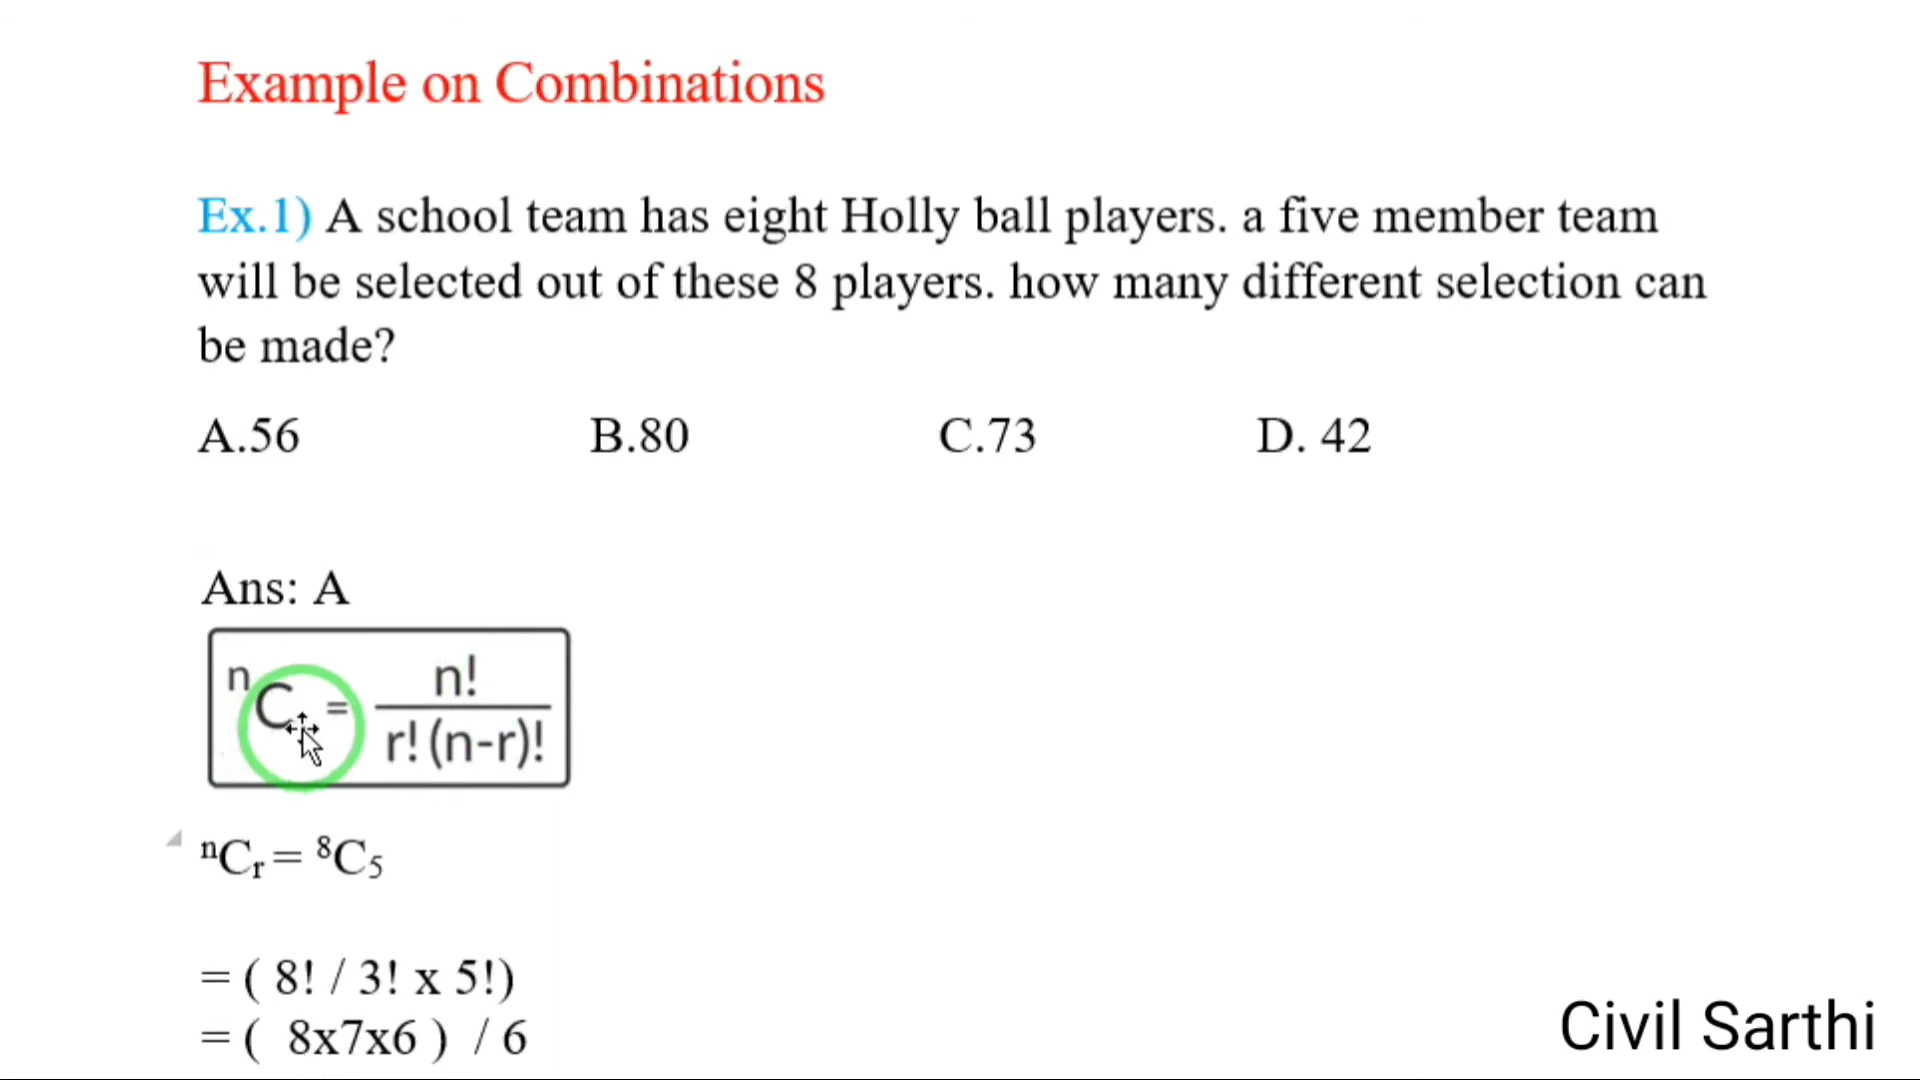 Example on Combinations
Ex.1) A school team has eight Holly ball players. a five member team
will be selected out of these 8 players. how many different selection can
be made?
A.56 B.80 C.73 D. 42
Ans: A
ⁿC = n! / r! (n-r)!
ⁿCᵣ = ⁸C₅
= ( 8! / 3! x 5!)
= ( 8x7x6 ) / 6
Civil Sarthi